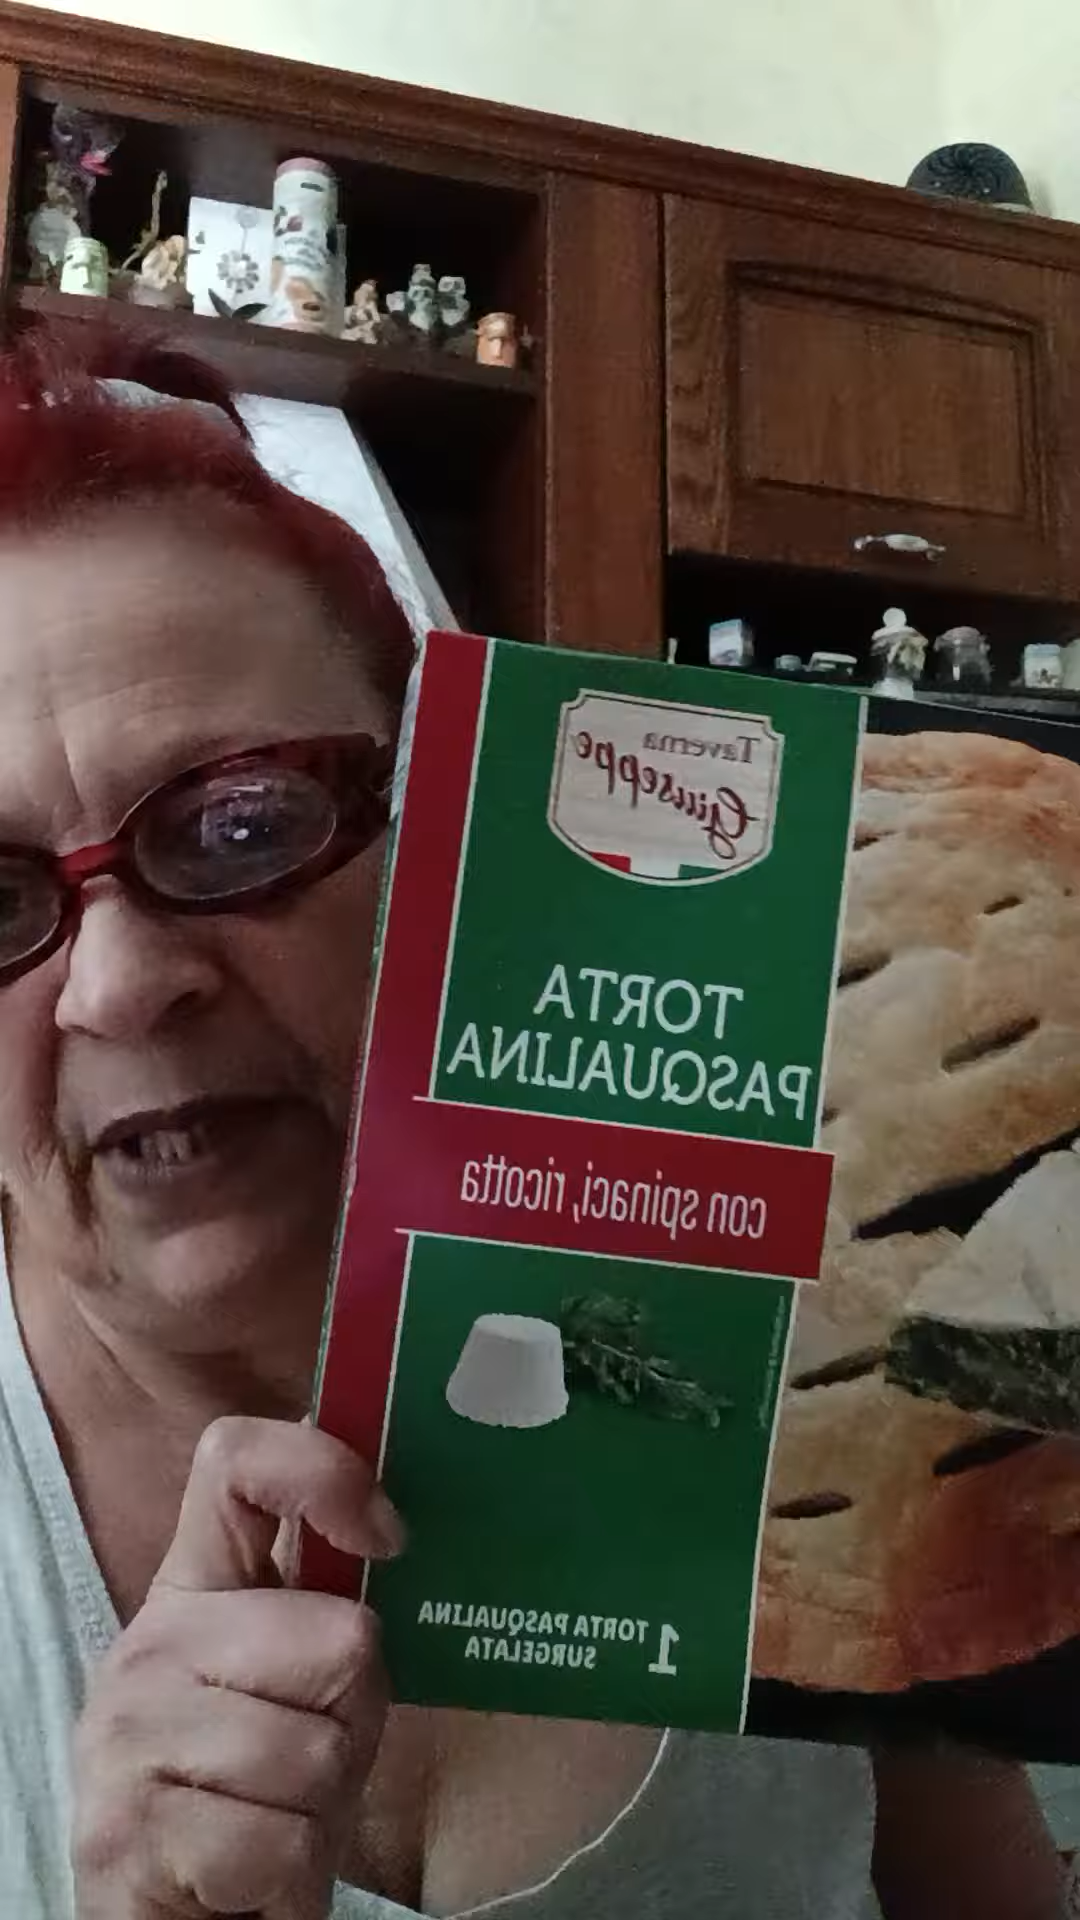 Taverna
Giuseppe
TORTA
PASQUALINA
con spinaci, ricotta
1 TORTA PASQUALINA
SURGELATA